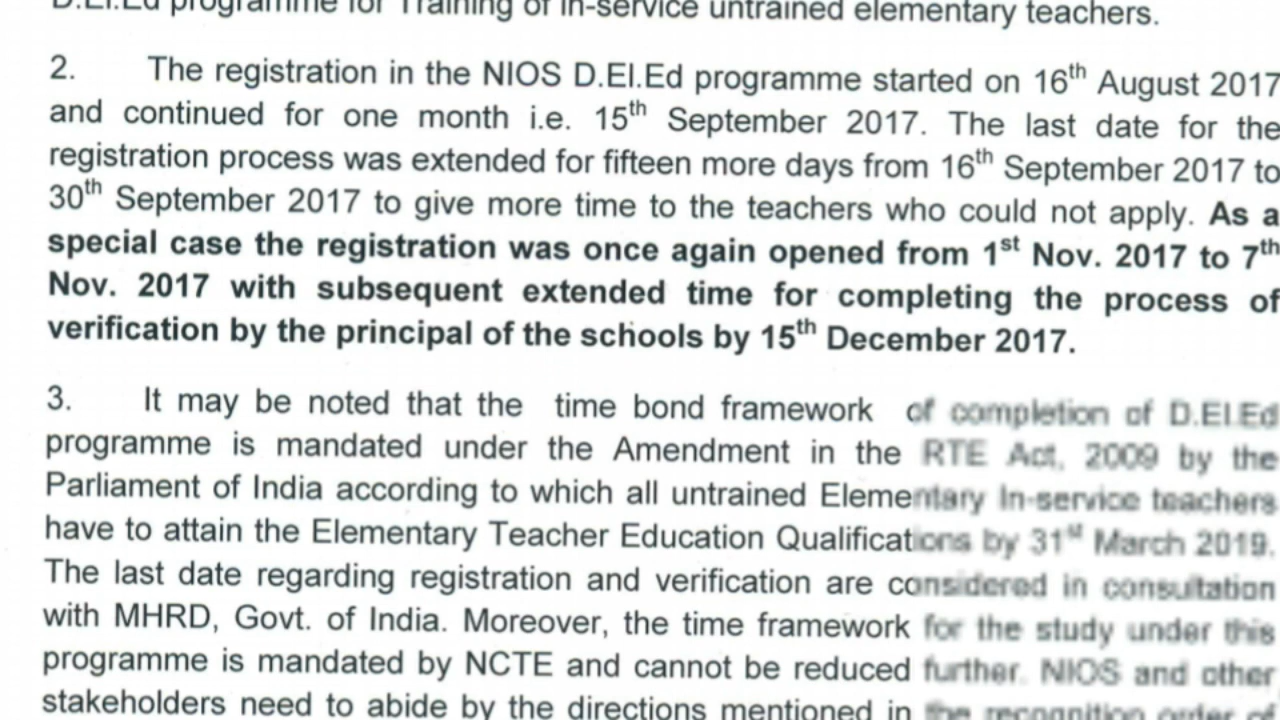 D.El.Ed programme for Training of in-service untrained elementary teachers.
2. The registration in the NIOS D.El.Ed programme started on 16th August 2017
and continued for one month i.e. 15th September 2017. The last date for the
registration process was extended for fifteen more days from 16th September 2017 to
30th September 2017 to give more time to the teachers who could not apply. As a
special case the registration was once again opened from 1st Nov. 2017 to 7th
Nov. 2017 with subsequent extended time for completing the process of
verification by the principal of the schools by 15th December 2017.
3. It may be noted that the time bond framework of completion of D.El.Ed
programme is mandated under the Amendment in the RTE Act, 2009 by the
Parliament of India according to which all untrained Elementary In-service teachers
have to attain the Elementary Teacher Education Qualifications by 31st March 2019.
The last date regarding registration and verification are considered in consultation
with MHRD, Govt. of India. Moreover, the time framework for the study under this
programme is mandated by NCTE and cannot be reduced further. NIOS and other
stakeholders need to abide by the directions mentioned in the recognition order of